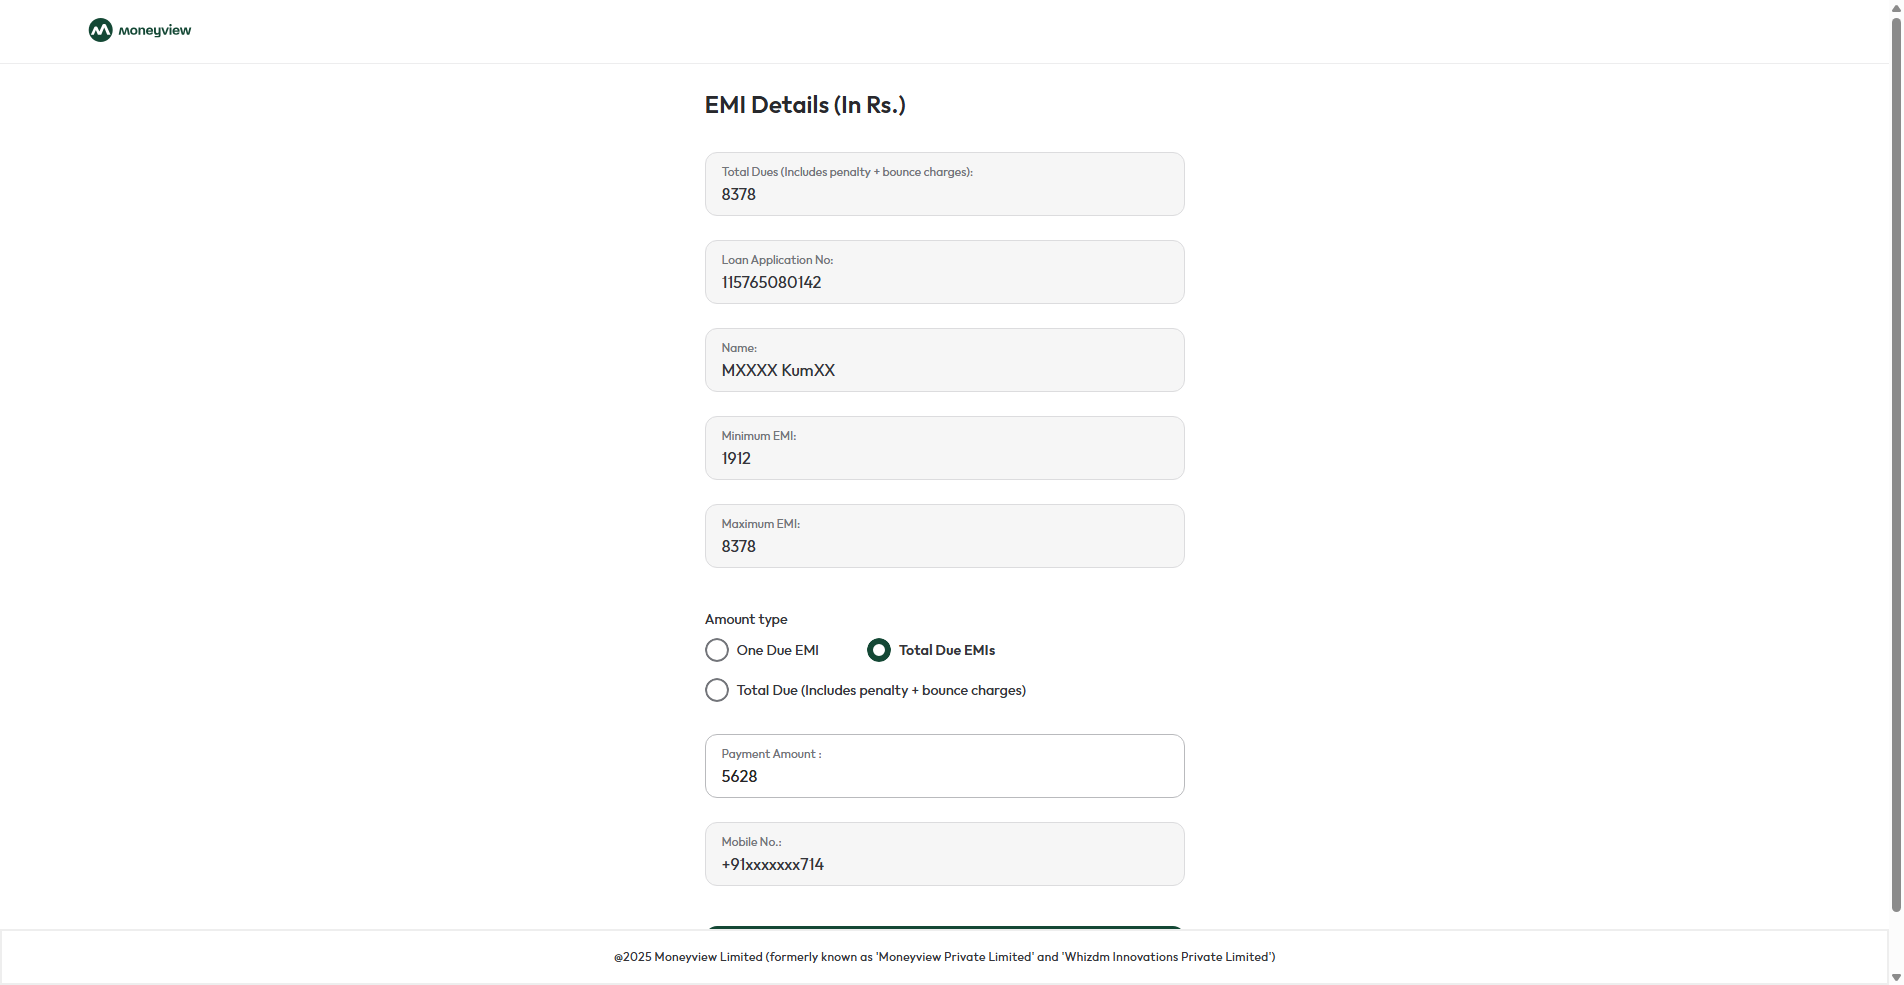 moneyview
EMI Details (In Rs.)
Total Dues (Includes penalty + bounce charges):
8378
Loan Application No:
115765080142
Name:
MXXXX KumXX
Minimum EMI:
1912
Maximum EMI:
8378
Amount type
One Due EMI
Total Due EMIs
Total Due (Includes penalty + bounce charges)
Payment Amount :
5628
Mobile No.:
+91xxxxxxx714
@2025 Moneyview Limited (formerly known as 'Moneyview Private Limited' and 'Whizdm Innovations Private Limited')